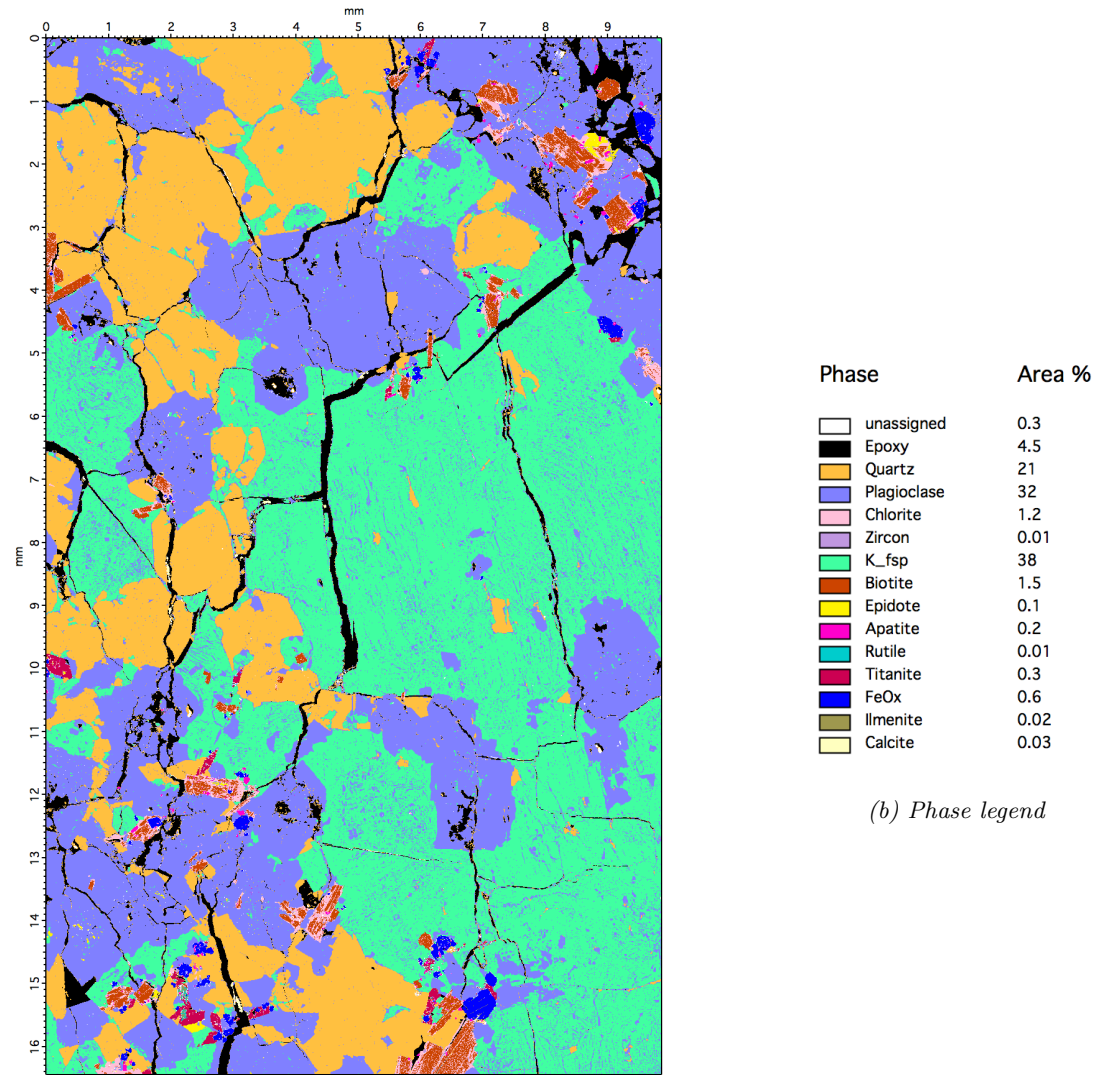 mm
0 1 2 3 4 5 6 7 8 9
0
1
2
3
4
5
6
7
8
9
10
11
12
13
14
15
16
mm
Phase Area %
unassigned 0.3
Epoxy 4.5
Quartz 21
Plagioclase 32
Chlorite 1.2
Zircon 0.01
K_fsp 38
Biotite 1.5
Epidote 0.1
Apatite 0.2
Rutile 0.01
Titanite 0.3
FeOx 0.6
Ilmenite 0.02
Calcite 0.03
(b) Phase legend